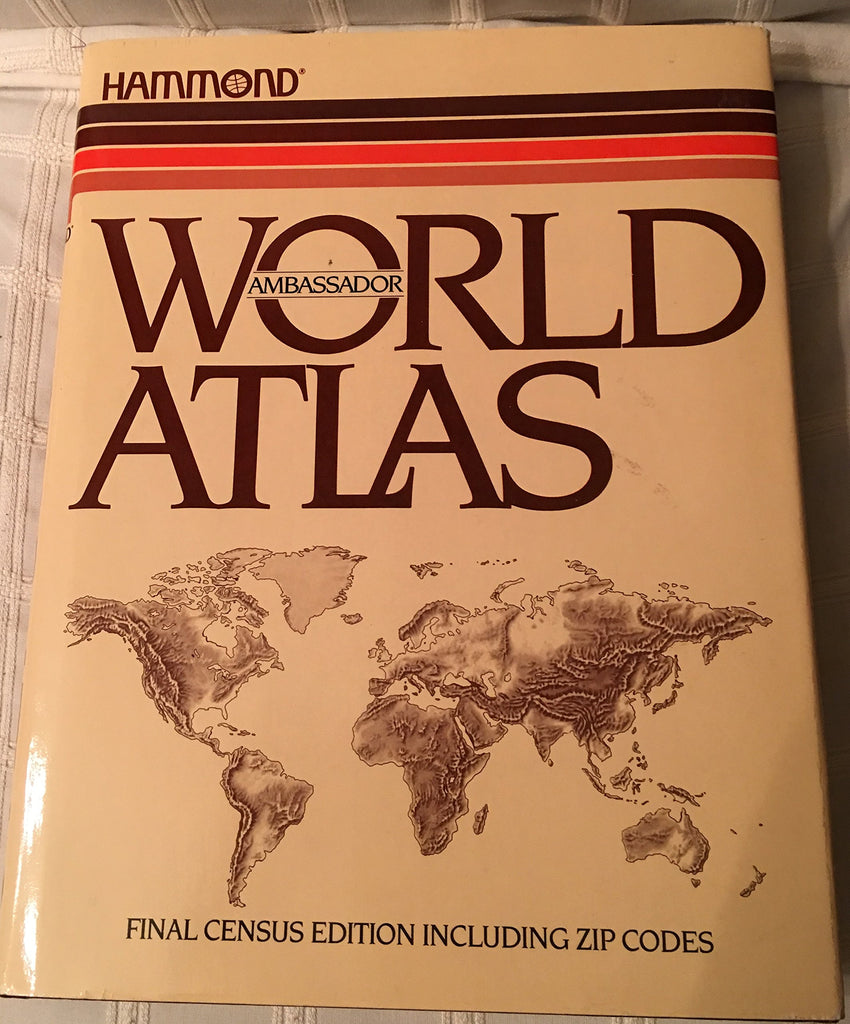 HAMMOND®
WORLD
AMBASSADOR
ATLAS
FINAL CENSUS EDITION INCLUDING ZIP CODES